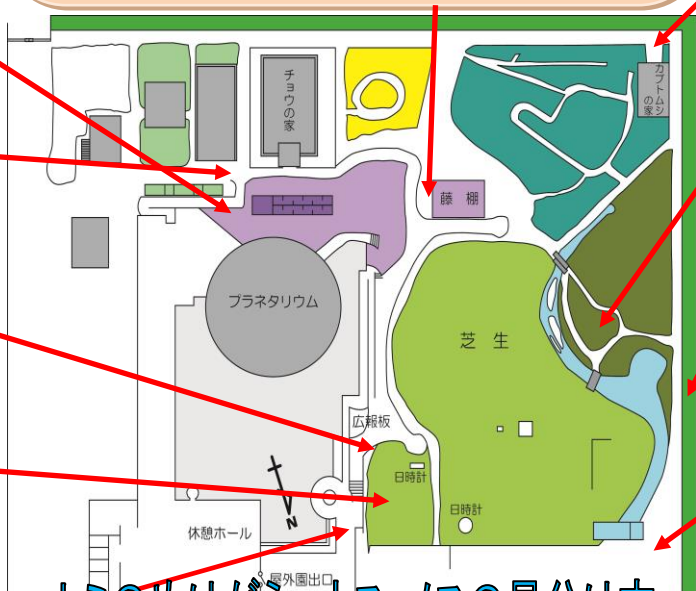 チョウの家
カブトムシの家
藤棚
プラネタリウム
芝生
広報板
日時計
日時計
N
休憩ホール
屋外園出口